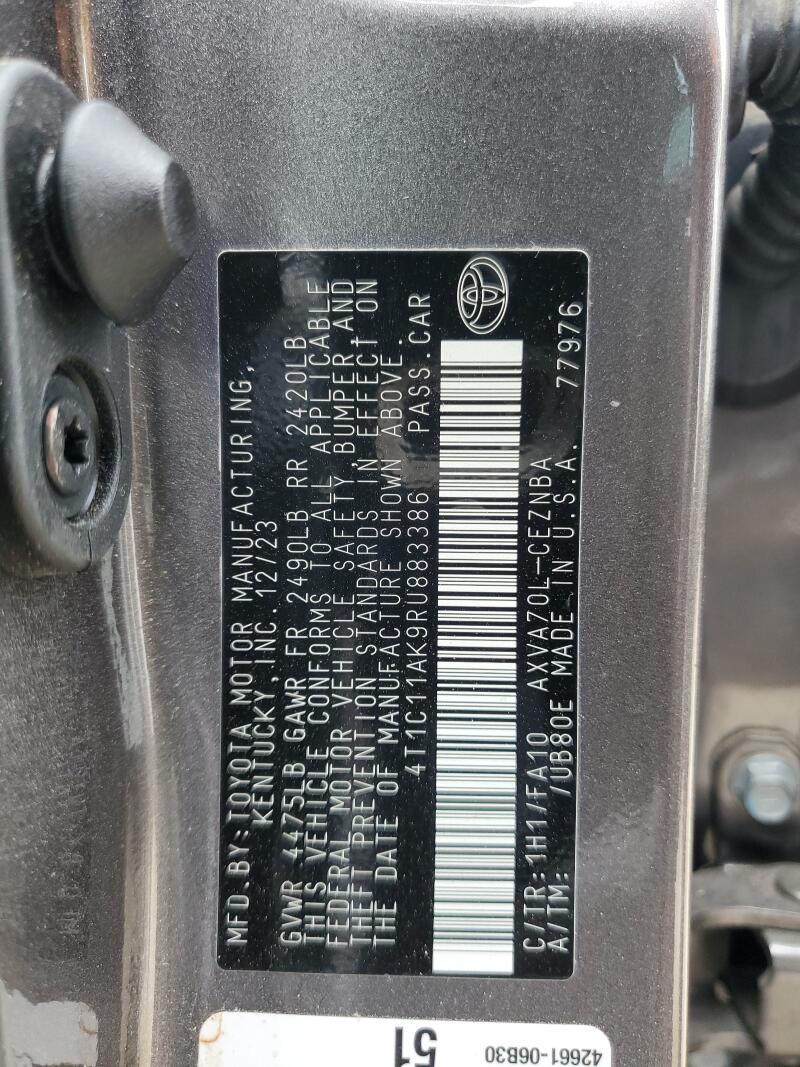 MFD.BY:TOYOTA MOTOR MANUFACTURING,
KENTUCKY,INC. 12/23
GVWR 4475LB GAWR FR 2490LB RR 2420LB
THIS VEHICLE CONFORMS TO ALL APPLICABLE
FEDERAL MOTOR VEHICLE SAFETY, BUMPER, AND
THEFT PREVENTION STANDARDS IN EFFECT ON
THE DATE OF MANUFACTURE SHOWN ABOVE.
4T1C11AK9RU883386 PASS.CAR
C/TR:1H1/FA10 AXVA70L-CEZNBA
A/TM: /UB80E MADE IN U.S.A. 77976
51
42661-06B30